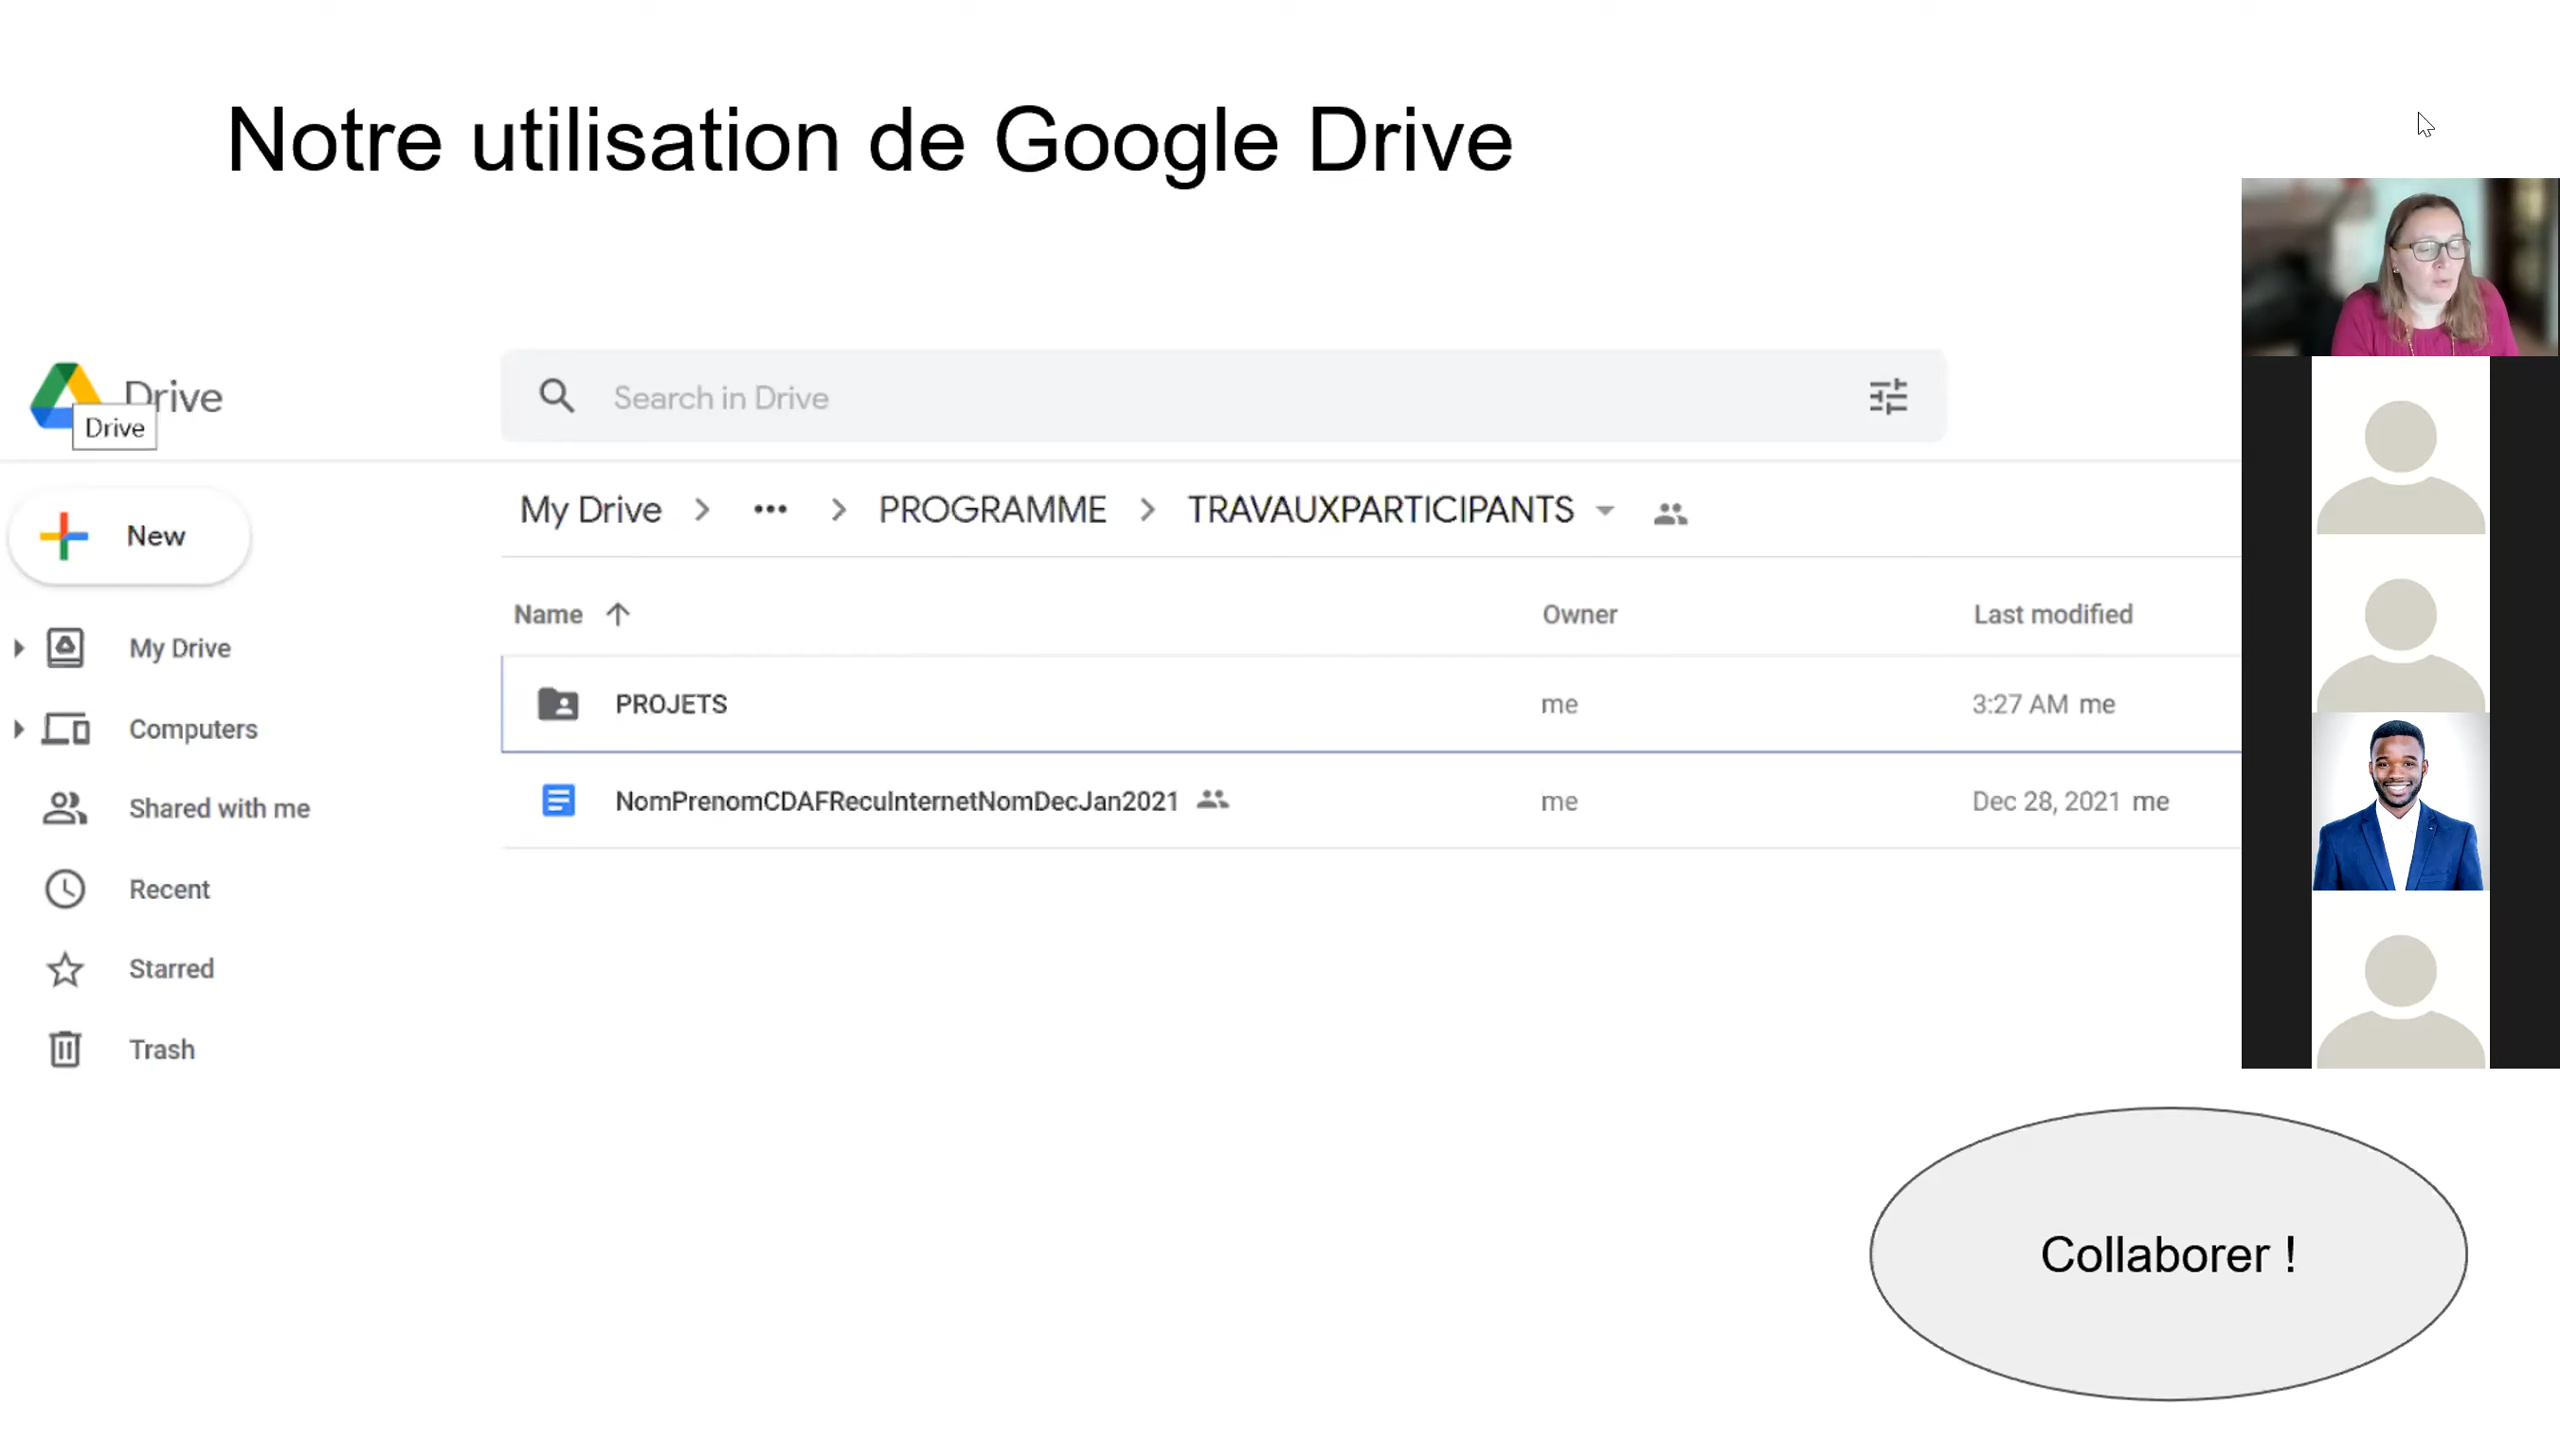 Notre utilisation de Google Drive
Drive
Drive
Search in Drive
New
My Drive ... PROGRAMME TRAVAUXPARTICIPANTS
Name Owner Last modified
My Drive
PROJETS me 3:27 AM me
Computers
NomPrenomCDAFRecuInternetNomDecJan2021 me Dec 28, 2021 me
Shared with me
Recent
Starred
Trash
Collaborer !